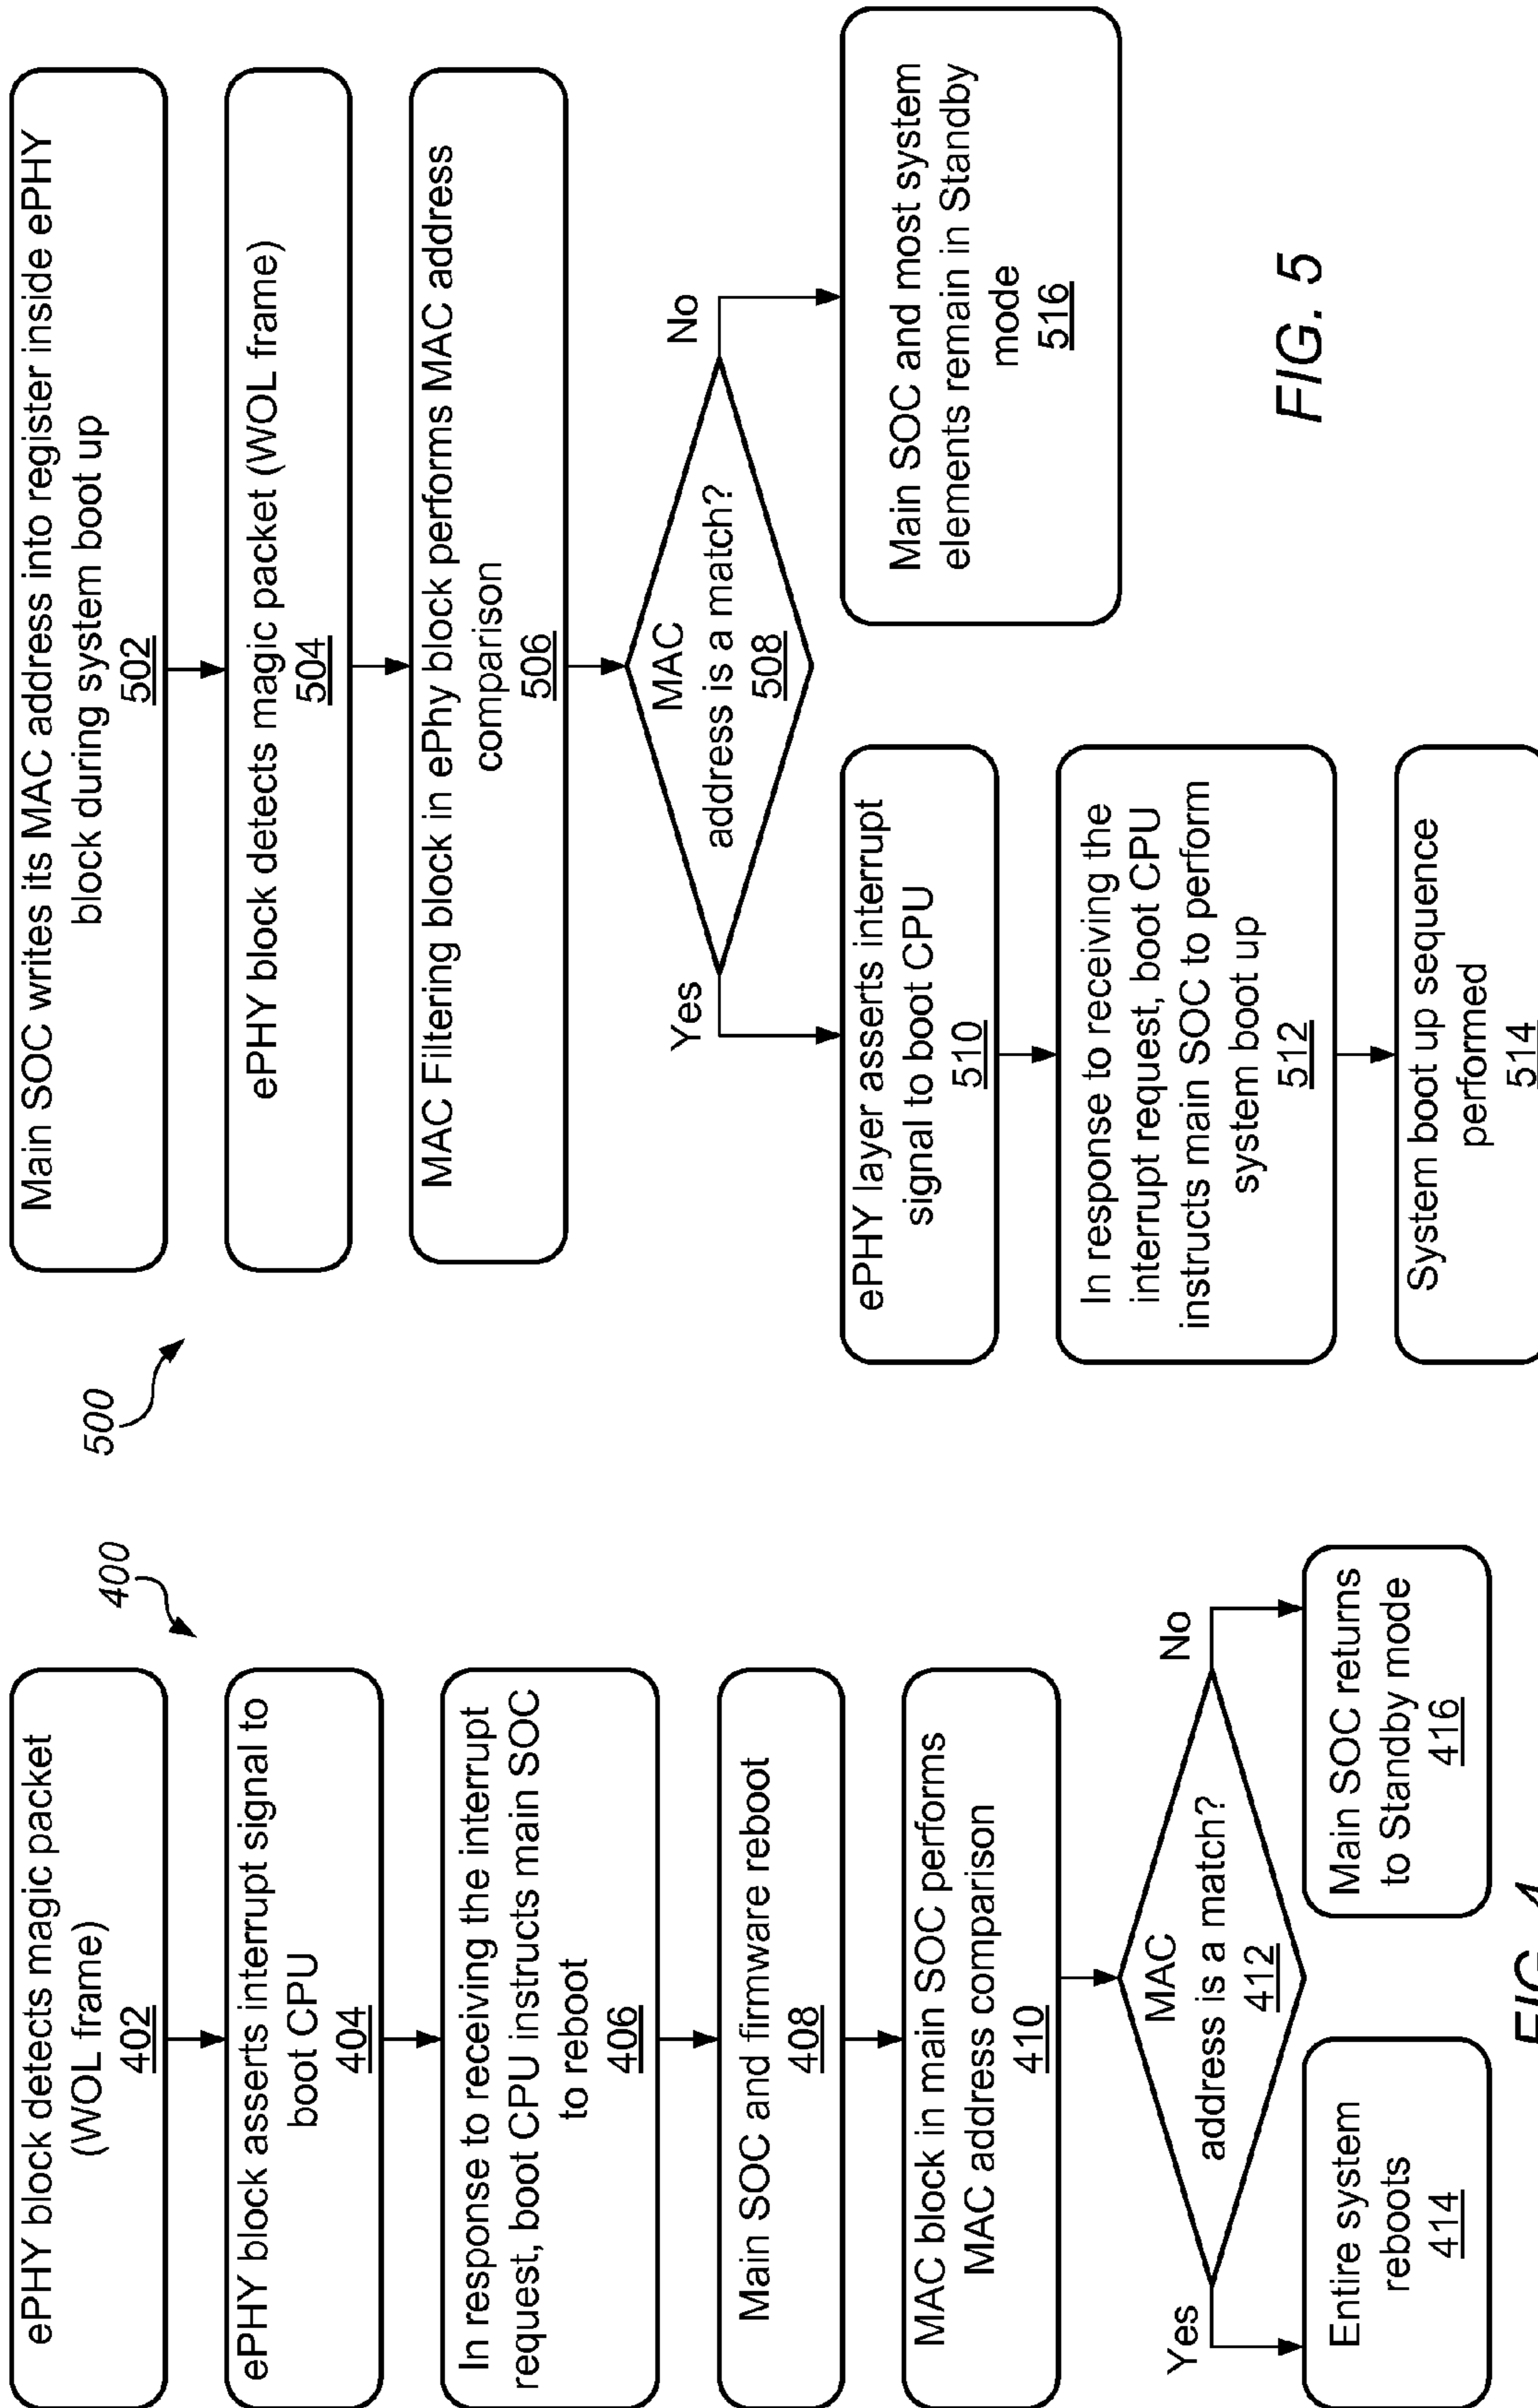 400
ePHY block detects magic packet
(WOL frame)
402
ePHY block asserts interrupt signal to
boot CPU
404
In response to receiving the interrupt
request, boot CPU instructs main SOC
to reboot
406
Main SOC and firmware reboot
408
MAC block in main SOC performs
MAC address comparison
410
MAC
address is a match?
412
Yes
No
Entire system
reboots
414
Main SOC returns
to Standby mode
416
FIG. 4
500
Main SOC writes its MAC address into register inside ePHY
block during system boot up
502
ePHY block detects magic packet (WOL frame)
504
MAC Filtering block in ePhy block performs MAC address
comparison
506
MAC
address is a match?
508
Yes
No
ePHY layer asserts interrupt
signal to boot CPU
510
In response to receiving the
interrupt request, boot CPU
instructs main SOC to perform
system boot up
512
System boot up sequence
performed
514
Main SOC and most system
elements remain in Standby
mode
516
FIG. 5